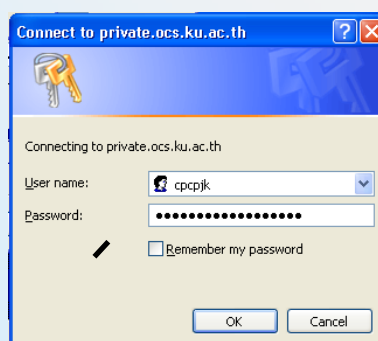 Connect to private.ocs.ku.ac.th
Connecting to private.ocs.ku.ac.th
User name:
cpcpjk
Password:
••••••••••••••••••
Remember my password
OK
Cancel